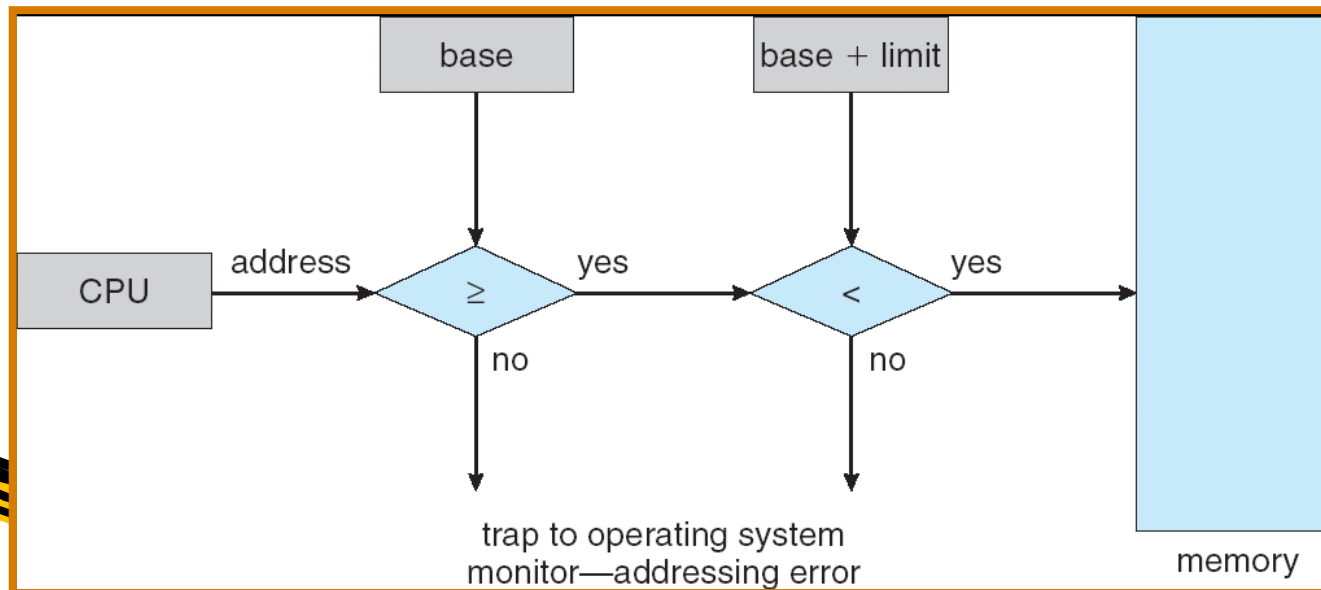 base
base + limit
CPU
address
≥
yes
<
yes
no
no
trap to operating system
monitor—addressing error
memory